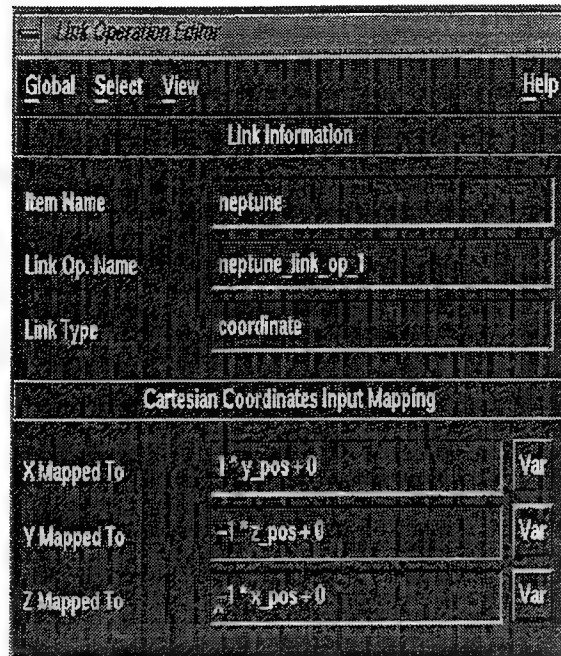 Link Operation Editor
Global Select View Help
Link Information
Item Name neptune
Link Op. Name neptune_link_op_1
Link Type coordinate
Cartesian Coordinates Input Mapping
X Mapped To 1 * y_pos + 0 Var
Y Mapped To -1 * z_pos + 0 Var
Z Mapped To -1 * x_pos + 0 Var